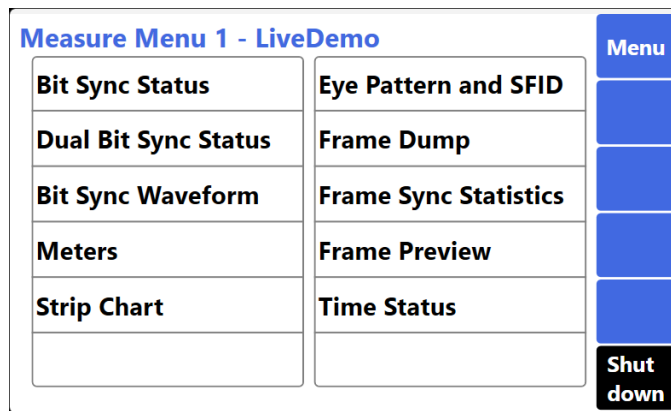 Measure Menu 1 - LiveDemo
Menu
Bit Sync Status
Eye Pattern and SFID
Dual Bit Sync Status
Frame Dump
Bit Sync Waveform
Frame Sync Statistics
Meters
Frame Preview
Strip Chart
Time Status
Shut
down